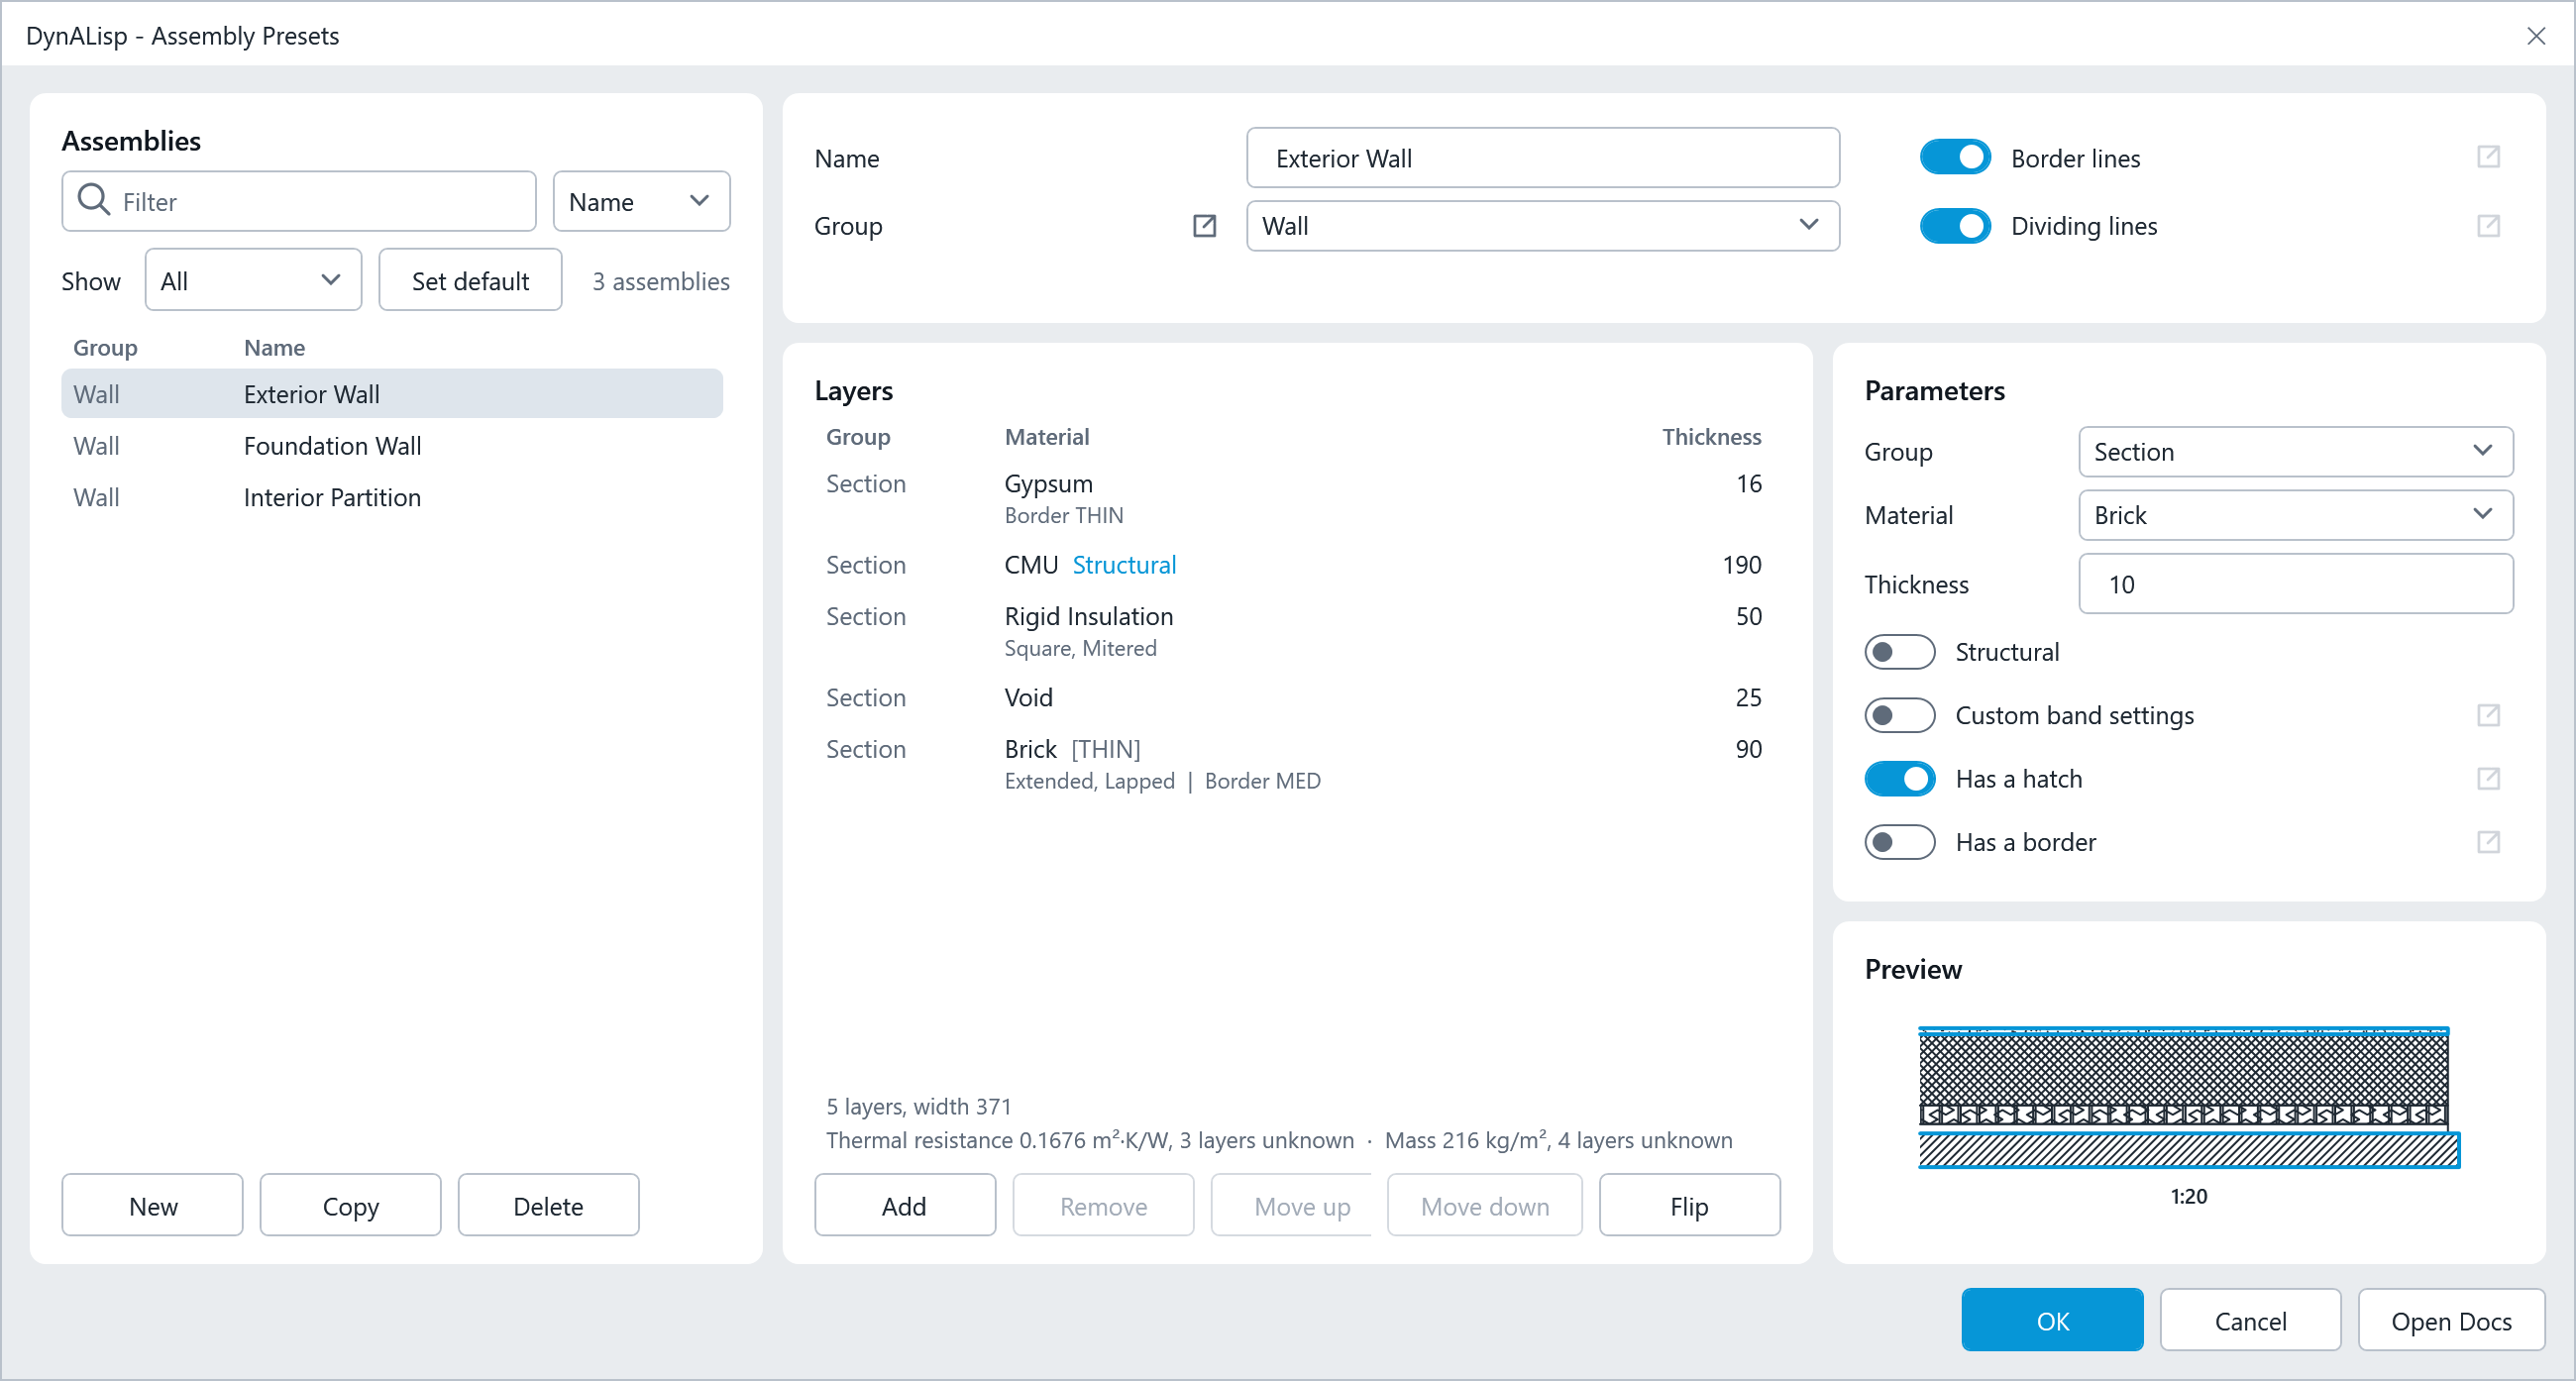 DynALisp - Assembly Presets
Assemblies
Filter
Name
Show
All
Set default
3 assemblies
Group Name
Wall Exterior Wall
Wall Foundation Wall
Wall Interior Partition
New
Copy
Delete
Name
Exterior Wall
Group
Wall
Border lines
Dividing lines
Layers
Group Material Thickness
Section Gypsum 16
Border THIN
Section CMU Structural 190
Section Rigid Insulation 50
Square, Mitered
Section Void 25
Section Brick [THIN] 90
Extended, Lapped | Border MED
5 layers, width 371
Thermal resistance 0.1676 m²·K/W, 3 layers unknown · Mass 216 kg/m², 4 layers unknown
Add
Remove
Move up
Move down
Flip
Parameters
Group
Section
Material
Brick
Thickness
10
Structural
Custom band settings
Has a hatch
Has a border
Preview
1:20
OK
Cancel
Open Docs